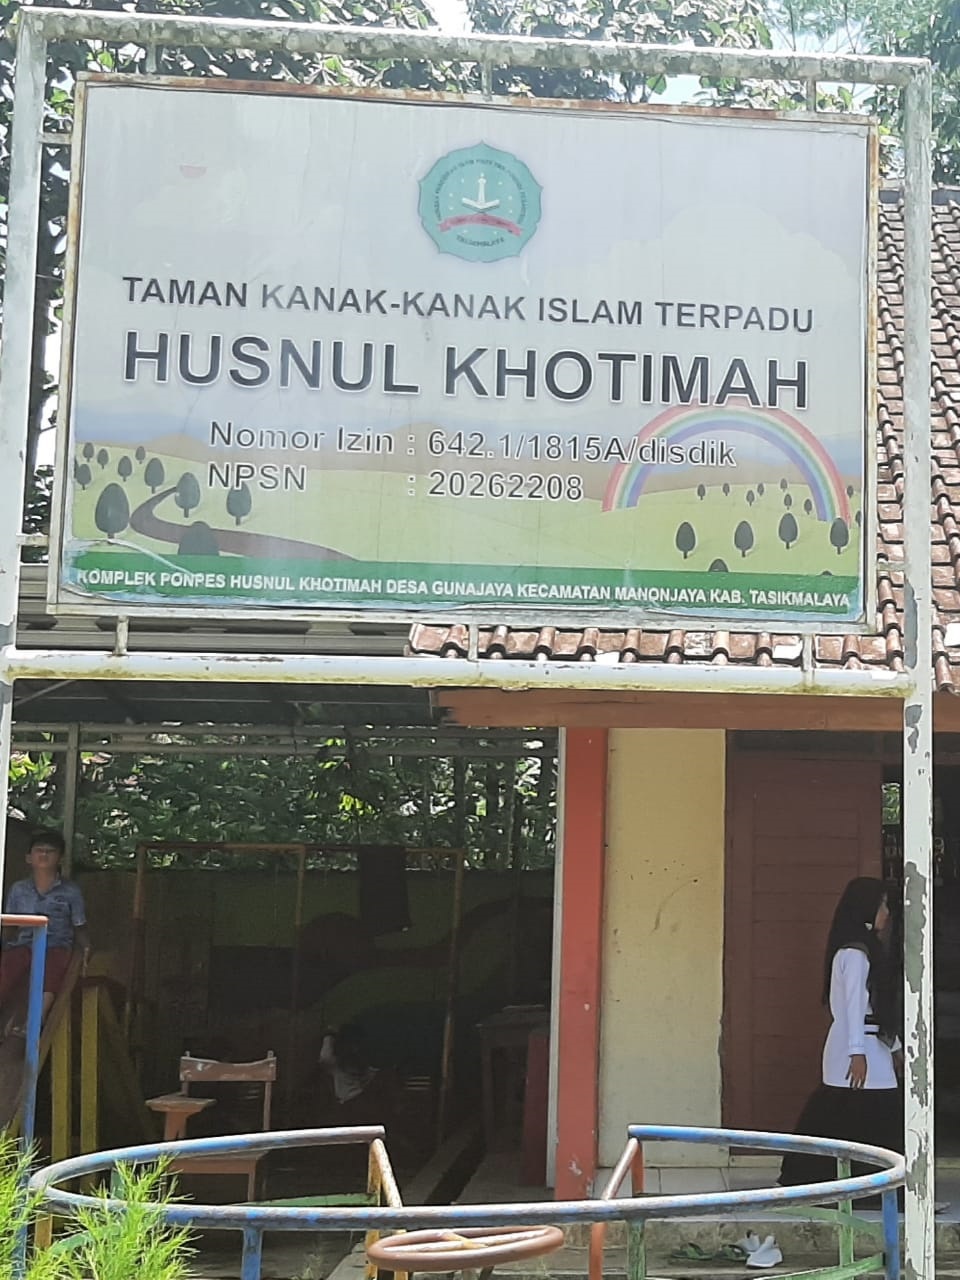 TASIKMALAYA
TAMAN KANAK-KANAK ISLAM TERPADU
HUSNUL KHOTIMAH
Nomor Izin : 642.1/1815A/disdik
NPSN : 20262208
KOMPLEK PONPES HUSNUL KHOTIMAH DESA GUNAJAYA KECAMATAN MANONJAYA KAB. TASIKMALAYA